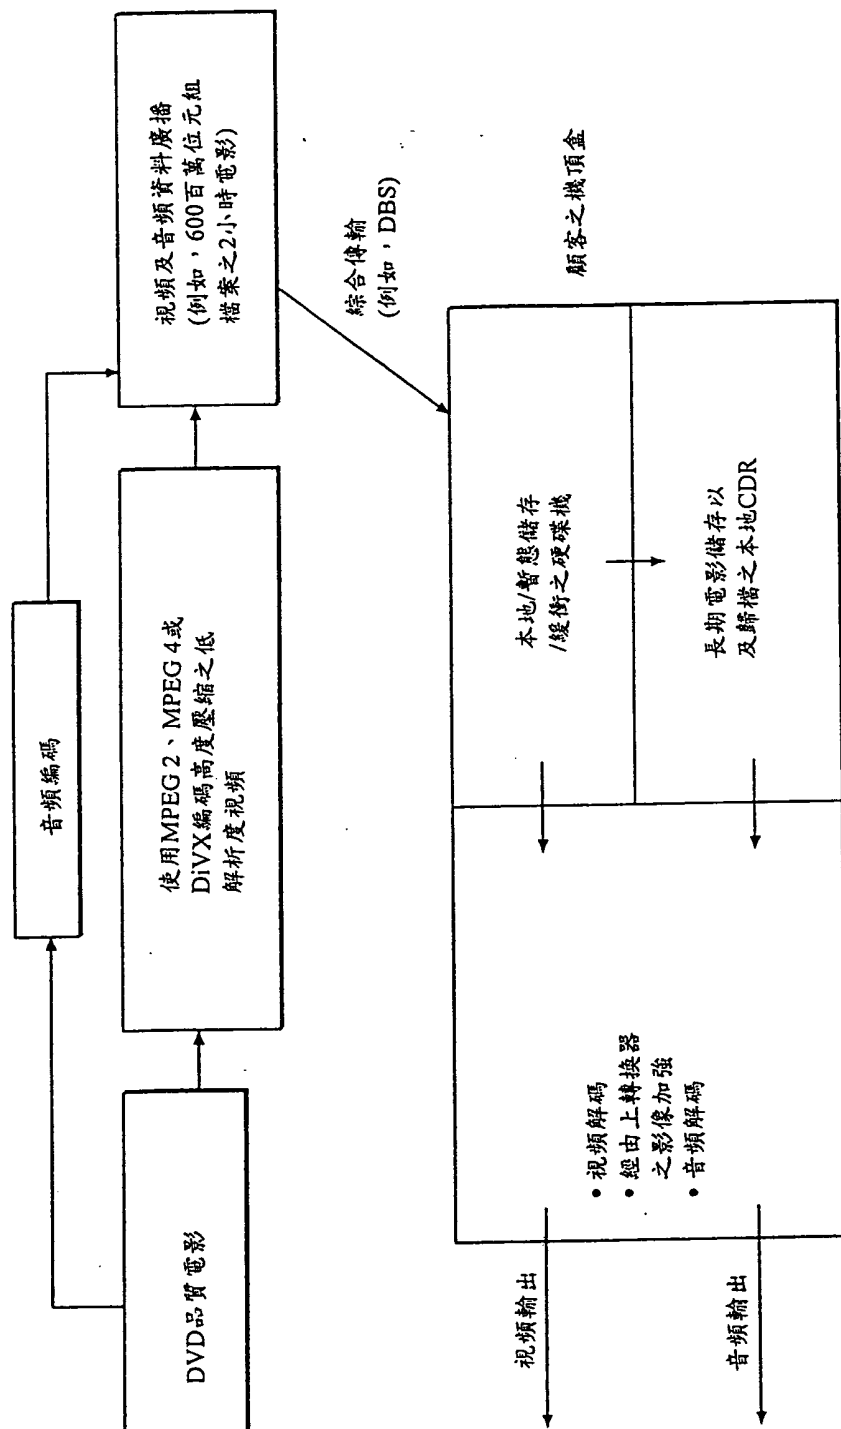 DVD品質電影
音頻編碼
使用MPEG 2、MPEG 4或
DiVX編碼高度壓縮之低
解析度視頻
視頻及音頻資料廣播
(例如，600百萬位元組
檔案之2小時電影)
綜合傳輸
(例如，DBS)
顧客之機頂盒
本地/暫態儲存
/緩衝之硬碟機
長期電影儲存以
及歸檔之本地CDR
• 視頻解碼
• 經由上轉換器
之影像加強
• 音頻解碼
視頻輸出
音頻輸出